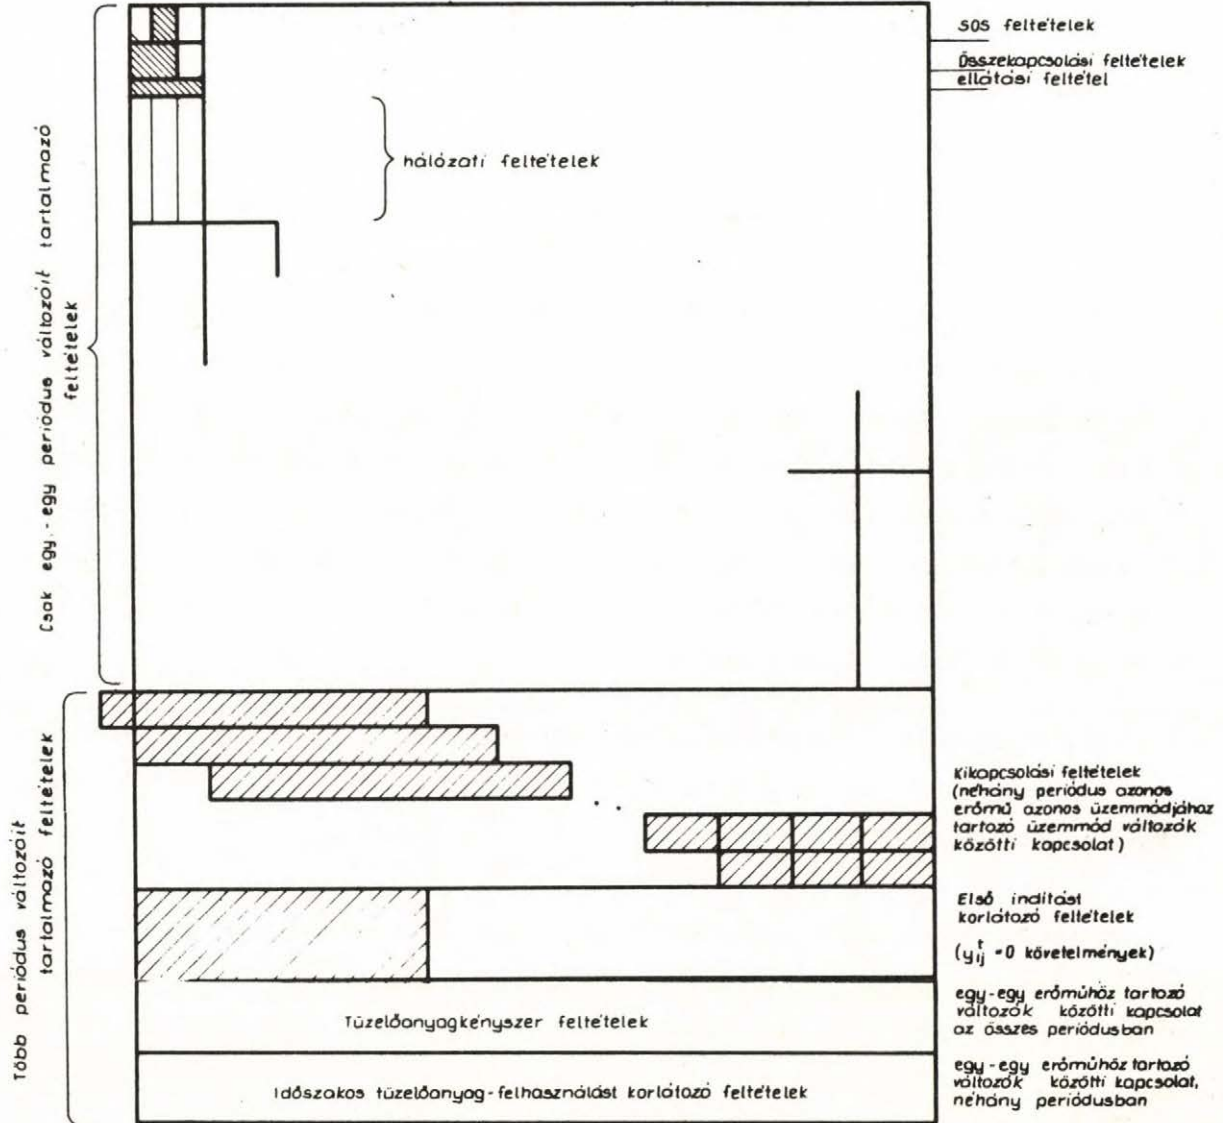 sos feltételek
Összekapcsolási feltételek
ellátási feltétel
hálózati feltételek
Csak egy.-egy periódus változóit tartalmazó
feltételek
Több periódus változóit
tartalmazó feltételek
Kikapcsolási feltételek
(néhány periódus azonos
erőmű azonos üzemmódjához
tartozó üzemmód változók
közötti kapcsolat)
Első indítást
korlátozó feltételek
(y_ij^t =0 követelmények)
Tüzelőanyagkényszer feltételek
egy-egy erőműhöz tartozó
változók közötti kapcsolat
az összes periódusban
Időszakos tüzelőanyag-felhasználást korlátozó feltételek
egy-egy erőműhöz tartozó
változók közötti kapcsolat,
néhány periódusban